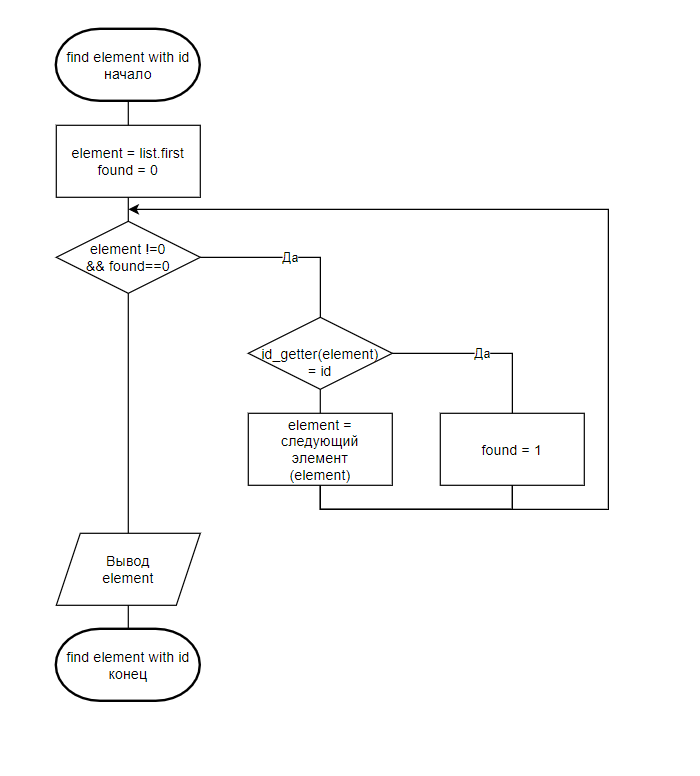 find element with id
начало
element = list.first
found = 0
element !=0
&& found==0
Да
id_getter(element)
= id
Да
element =
следующий
элемент
(element)
found = 1
Вывод
element
find element with id
конец